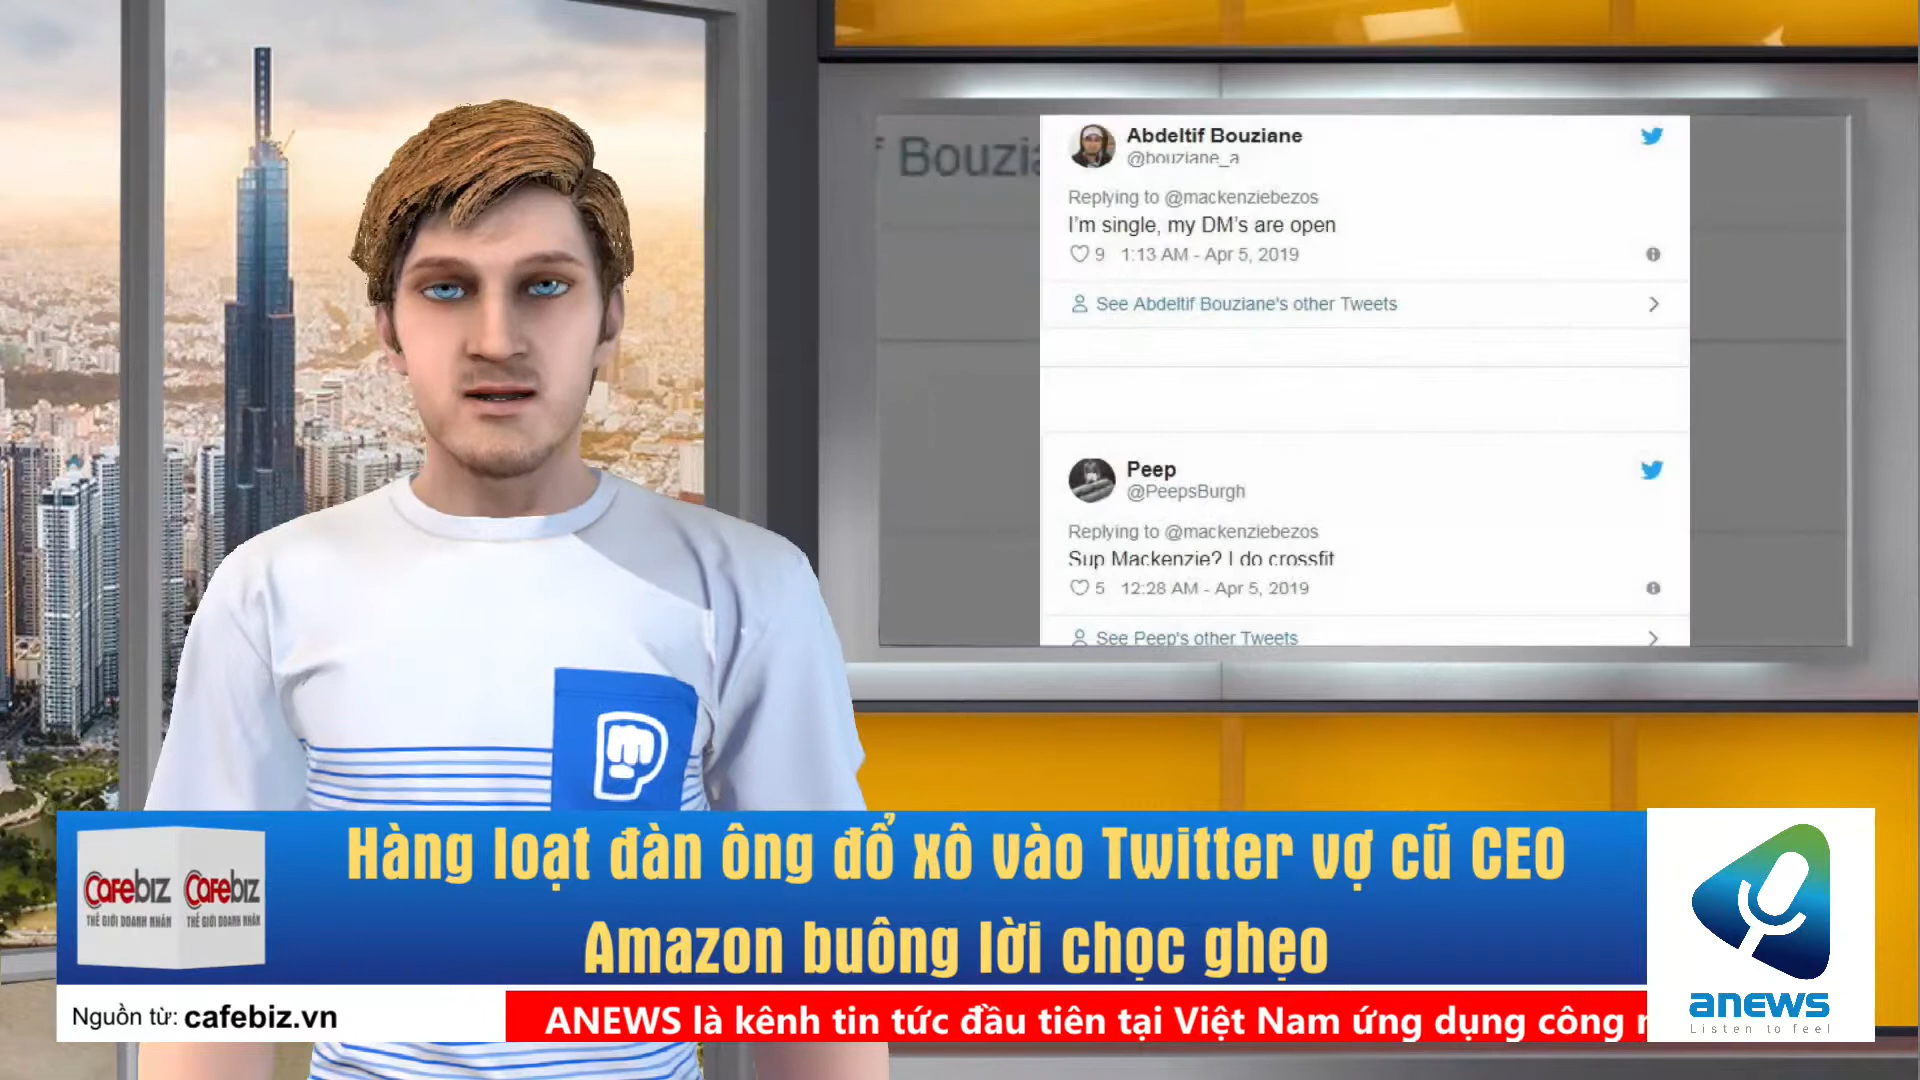 f Bouzia
Abdeltif Bouziane
@bouziane_a
Replying to @mackenziebezos
I'm single, my DM's are open
9 1:13 AM - Apr 5, 2019
See Abdeltif Bouziane's other Tweets
Peep
@PeepsBurgh
Replying to @mackenziebezos
Sup Mackenzie? I do crossfit
5 12:28 AM - Apr 5, 2019
See Peep's other Tweets
Hàng loạt đàn ông đổ xô vào Twitter vợ cũ CEO
Amazon buông lời chọc ghẹo
Cafebiz Cafebiz
THẾ GIỚI DOANH NHÂN THẾ GIỚI DOANH NHÂN
Nguồn từ: cafebiz.vn
ANEWS là kênh tin tức đầu tiên tại Việt Nam ứng dụng công
anews
Listen to feel